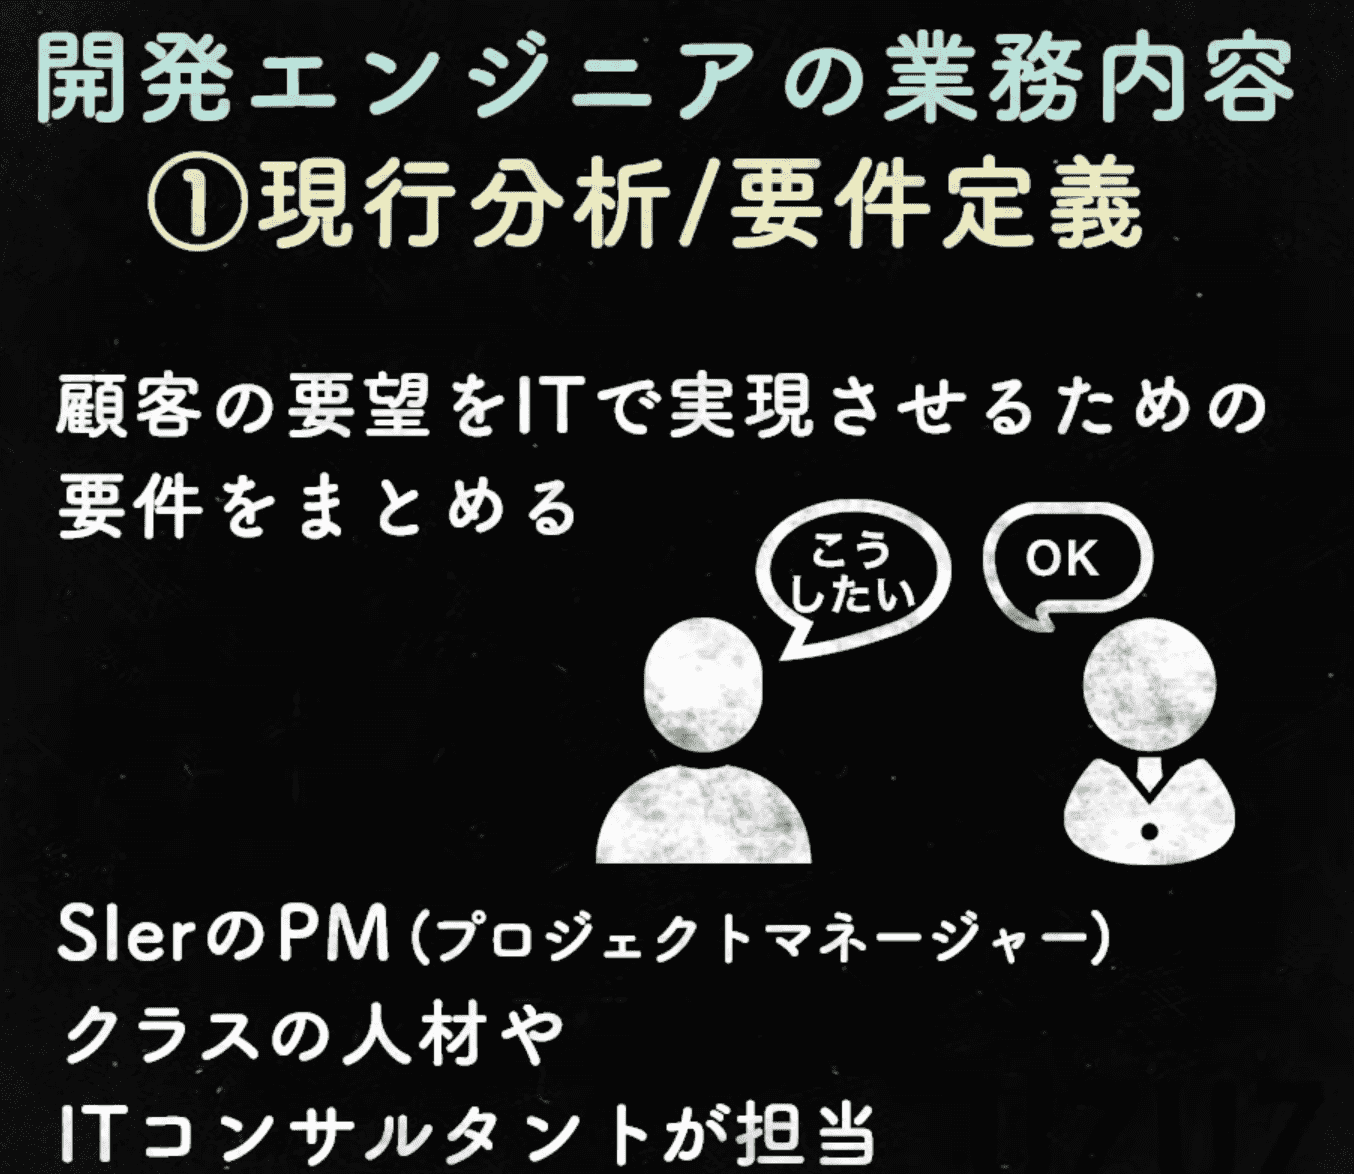 開発エンジニアの業務内容
①現行分析/要件定義
顧客の要望をITで実現させるための
要件をまとめる
こう
したい
OK
SIerのPM(プロジェクトマネージャー)
クラスの人材や
ITコンサルタントが担当